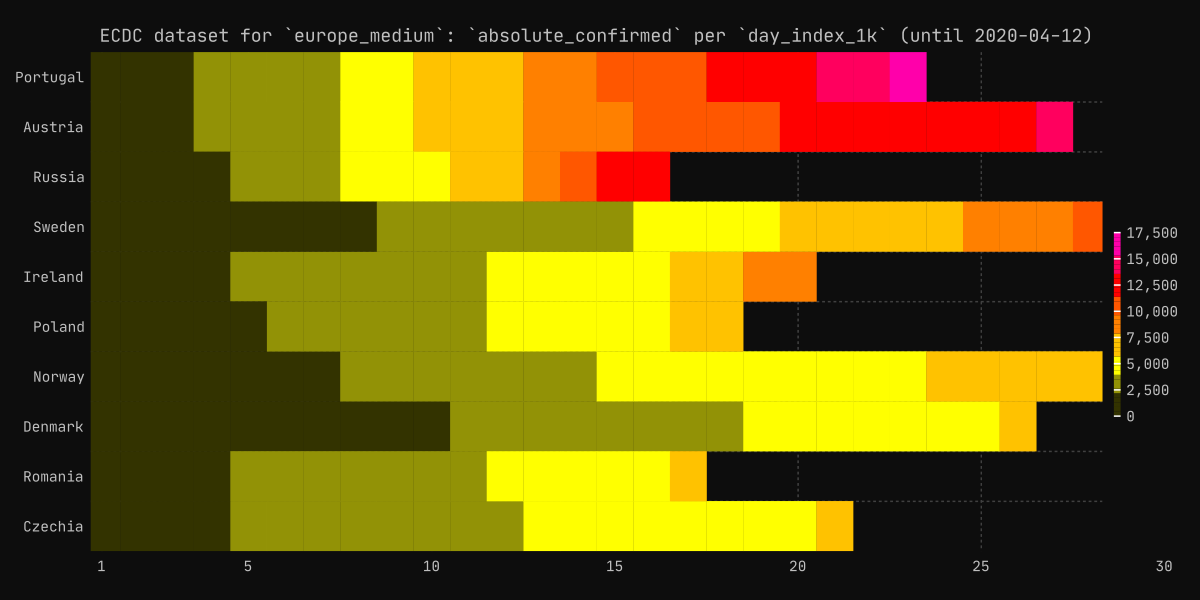 ECDC dataset for `europe_medium`: `absolute_confirmed` per `day_index_1k` (until 2020-04-12)
Portugal
Austria
Russia
Sweden
Ireland
Poland
Norway
Denmark
Romania
Czechia
17,500
15,000
12,500
10,000
7,500
5,000
2,500
0
1 5 10 15 20 25 30